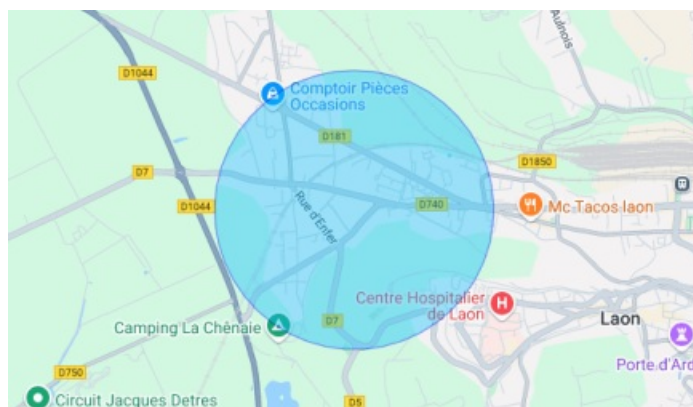 Aulnois
D1044
Comptoir Pièces
Occasions
D181
D1850
D7
D1044
Rue d'Enfer
D740
Mc Tacos laon
Centre Hospitalier
de Laon
Laon
D7
Camping La Chênaie
Porte d'Ard
D750
Circuit Jacques Detres
D5